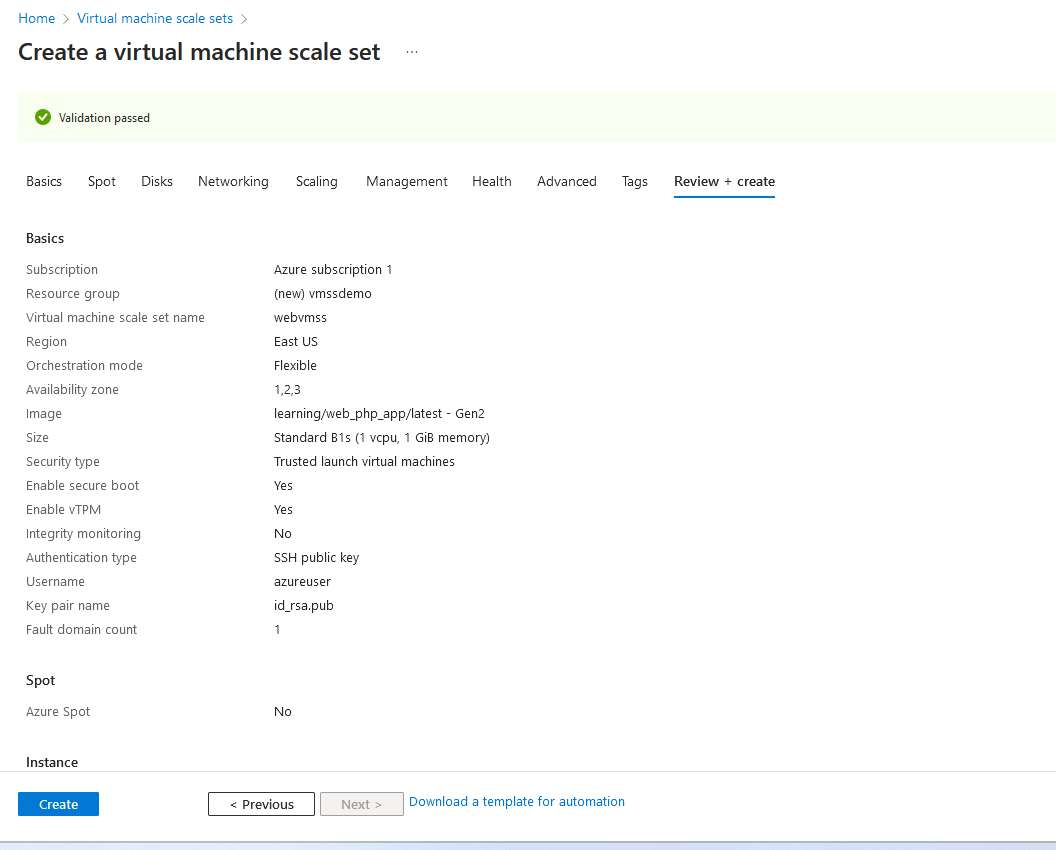 Home > Virtual machine scale sets >
Create a virtual machine scale set ...
Validation passed
Basics Spot Disks Networking Scaling Management Health Advanced Tags Review + create
Basics
Subscription Azure subscription 1
Resource group (new) vmssdemo
Virtual machine scale set name webvmss
Region East US
Orchestration mode Flexible
Availability zone 1,2,3
Image learning/web_php_app/latest - Gen2
Size Standard B1s (1 vcpu, 1 GiB memory)
Security type Trusted launch virtual machines
Enable secure boot Yes
Enable vTPM Yes
Integrity monitoring No
Authentication type SSH public key
Username azureuser
Key pair name id_rsa.pub
Fault domain count 1
Spot
Azure Spot No
Instance
Create < Previous Next > Download a template for automation